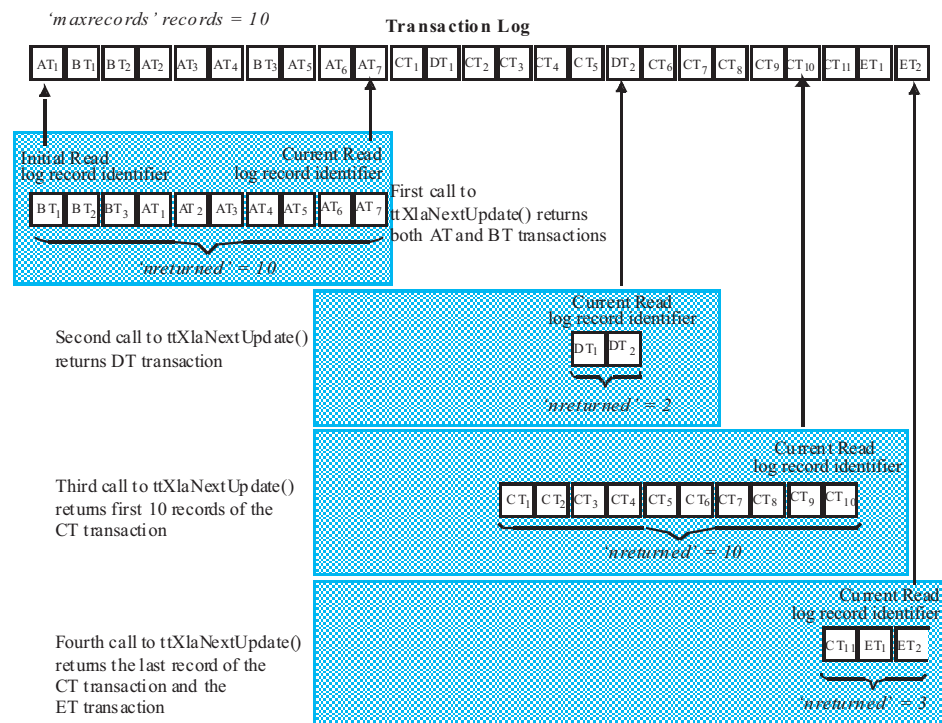 ‘maxrecords’ records = 10
Transaction Log
AT1 BT1 BT2 AT2 AT3 AT4 BT3 AT5 AT6 AT7 CT1 DT1 CT2 CT3 CT4 CT5 DT2 CT6 CT7 CT8 CT9 CT10 CT11 ET1 ET2
Initial Read
log record identifier
Current Read
log record identifier
BT1 BT2 BT3 AT1 AT2 AT3 AT4 AT5 AT6 AT7
‘nreturned’ = 10
First call to
ttXlaNextUpdate() returns
both AT and BT transactions
Second call to ttXlaNextUpdate()
returns DT transaction
Current Read
log record identifier
DT1 DT2
‘nreturned’ = 2
Third call to ttXlaNextUpdate()
returns first 10 records of the
CT transaction
Current Read
log record identifier
CT1 CT2 CT3 CT4 CT5 CT6 CT7 CT8 CT9 CT10
‘nreturned’ = 10
Fourth call to ttXlaNextUpdate()
returns the last record of the
CT transaction and the
ET transaction
Current Read
log record identifier
CT11 ET1 ET2
‘nreturned’ = 3